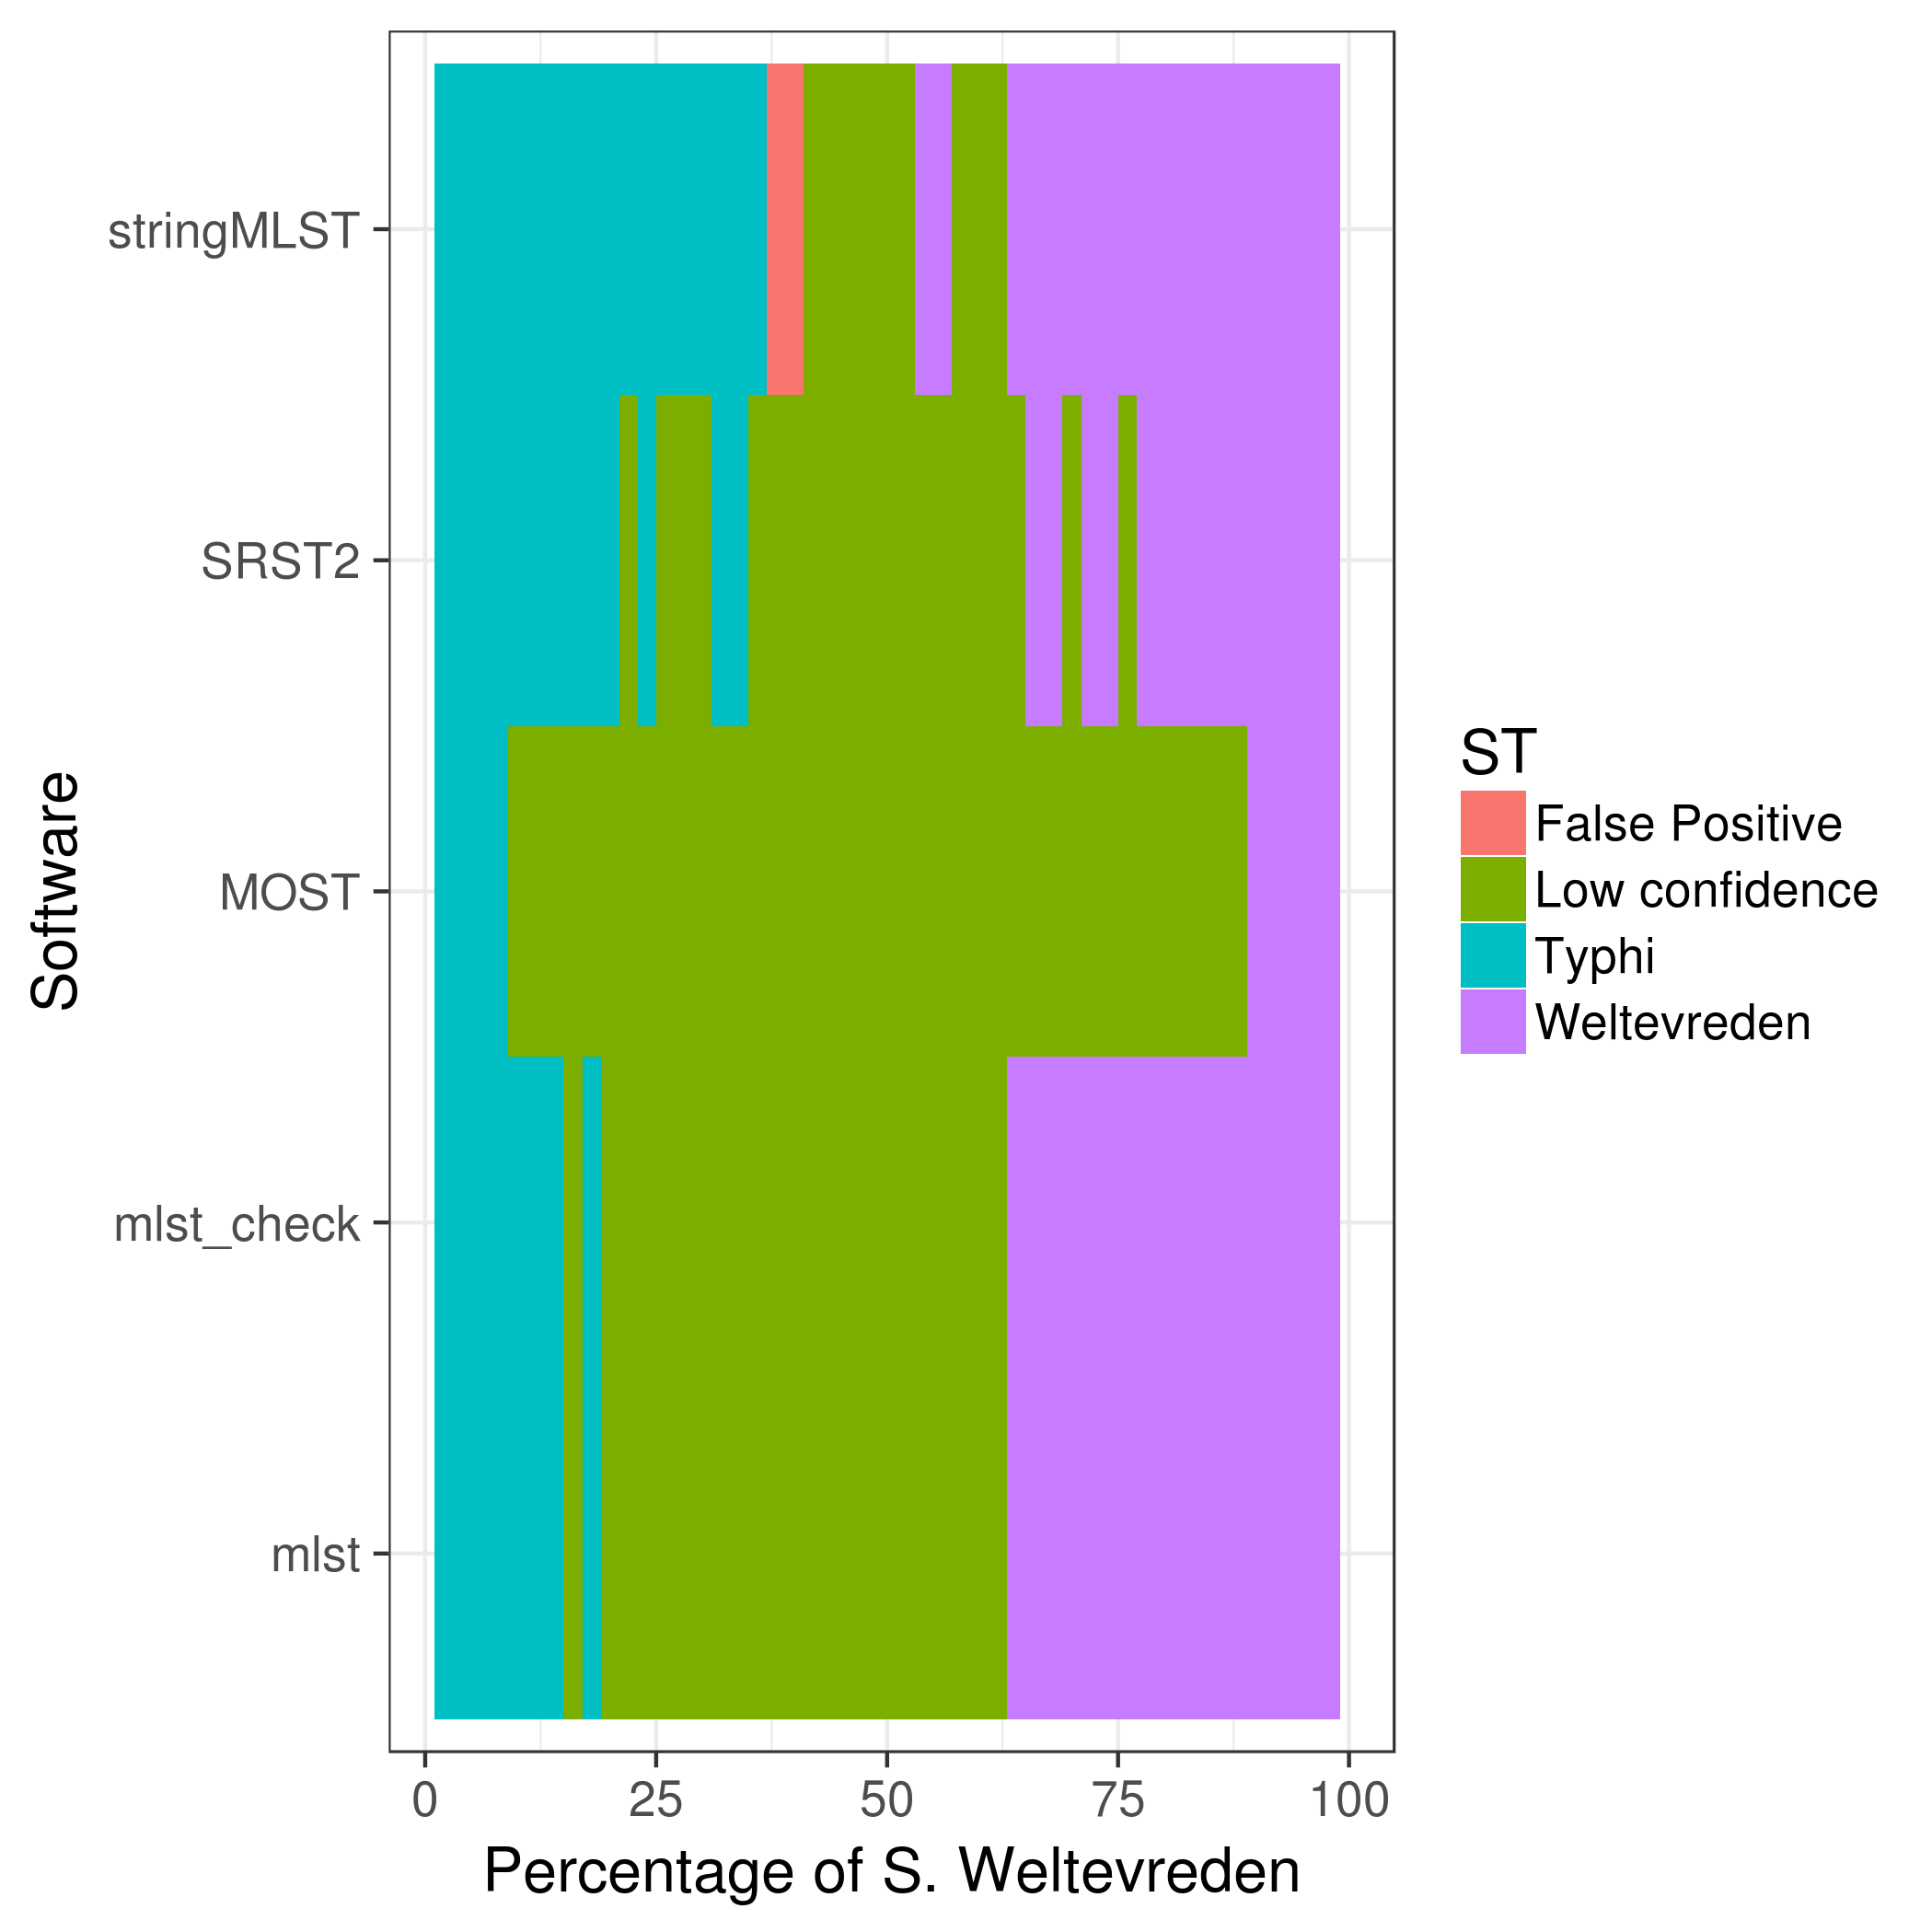 stringMLST
SRST2
MOST
mlst_check
mlst
Software
0 25 50 75 100
Percentage of S. Weltevreden
ST
False Positive
Low confidence
Typhi
Weltevreden